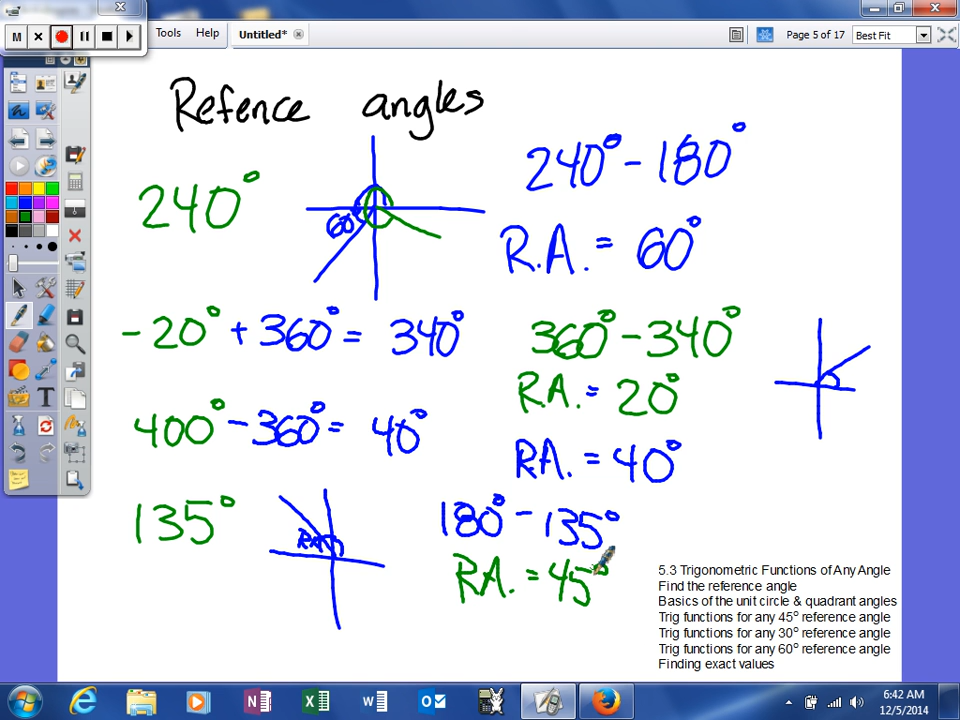 Tools Help Untitled* Page 5 of 17 Best Fit
M
Refence angles
240° 60° 240° - 180°
R.A. = 60°
-20° + 360° = 340° 360° - 340°
R.A. = 20°
400° - 360° = 40° RA. = 40°
135° RA 180° - 135°
RA. = 45°
5.3 Trigonometric Functions of Any Angle
Find the reference angle
Basics of the unit circle & quadrant angles
Trig functions for any 45° reference angle
Trig functions for any 30° reference angle
Trig functions for any 60° reference angle
Finding exact values
6:42 AM
12/5/2014